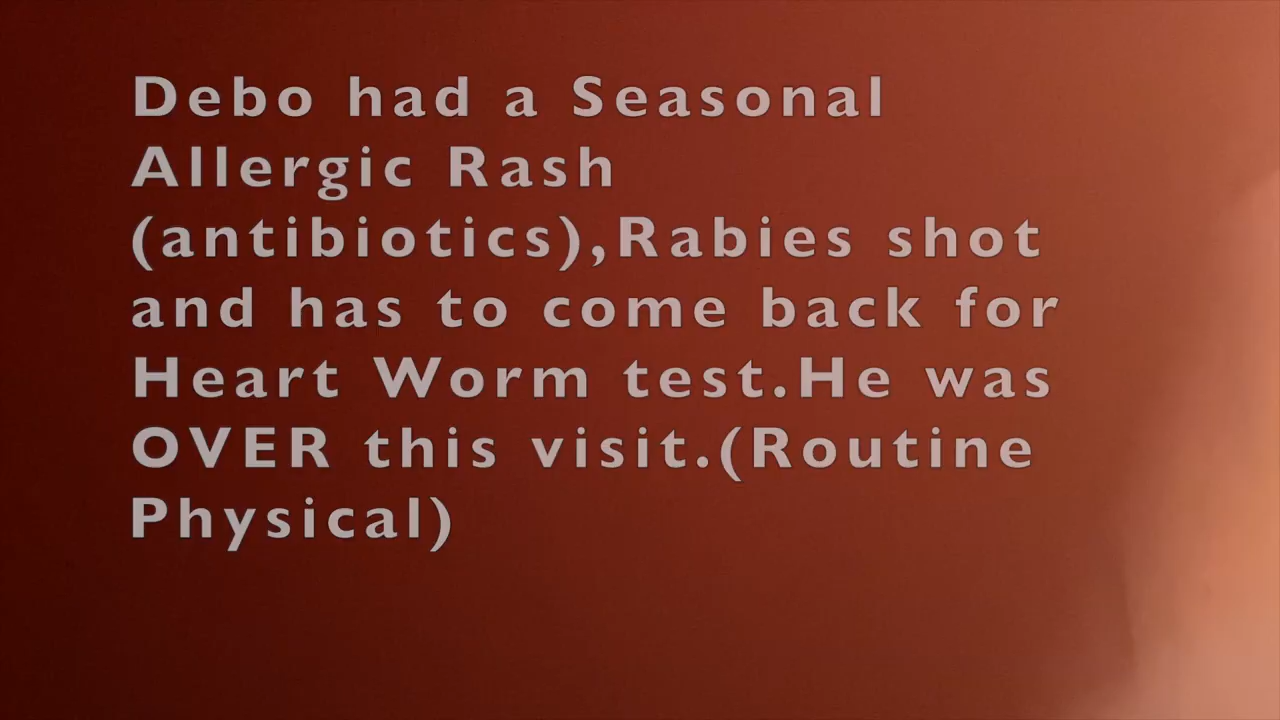 Debo had a Seasonal
Allergic Rash
(antibiotics),Rabies shot
and has to come back for
Heart Worm test.He was
OVER this visit.(Routine
Physical)